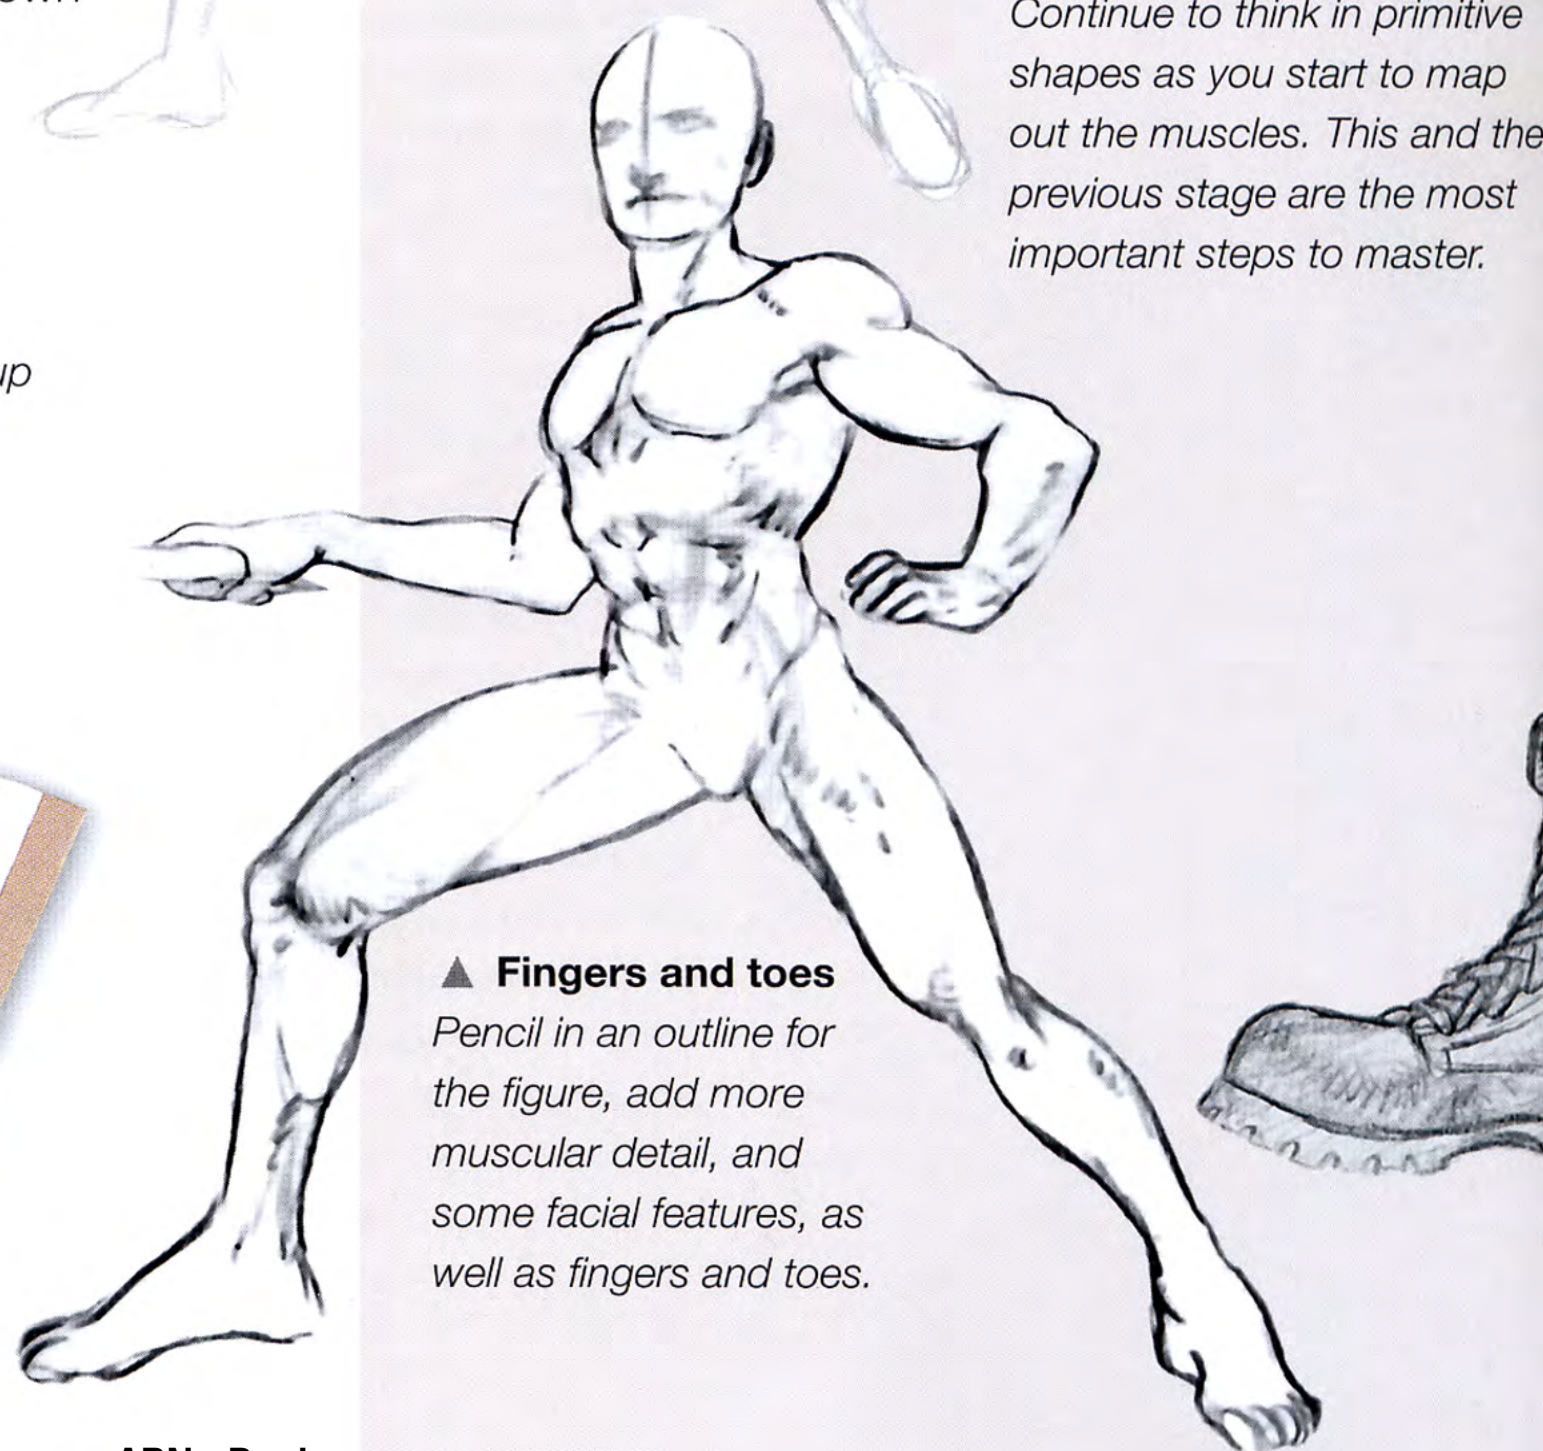 Continue to think in primitive
shapes as you start to map
out the muscles. This and the
previous stage are the most
important steps to master.
up
▲ Fingers and toes
Pencil in an outline for
the figure, add more
muscular detail, and
some facial features, as
well as fingers and toes.